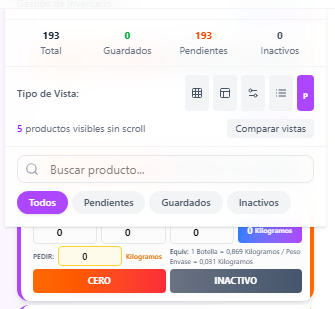 Gestión de Inventario
193 0 193 0
Total Guardados Pendientes Inactivos
Tipo de Vista: P
5 productos visibles sin scroll Comparar vistas
Buscar producto...
Todos Pendientes Guardados Inactivos
0 0 0 0 Kilogramos
PEDIR: 0 Kilogramos Equiv: 1 Botella = 0,869 Kilogramos / Peso
Envase = 0,031 Kilogramos
CERO INACTIVO